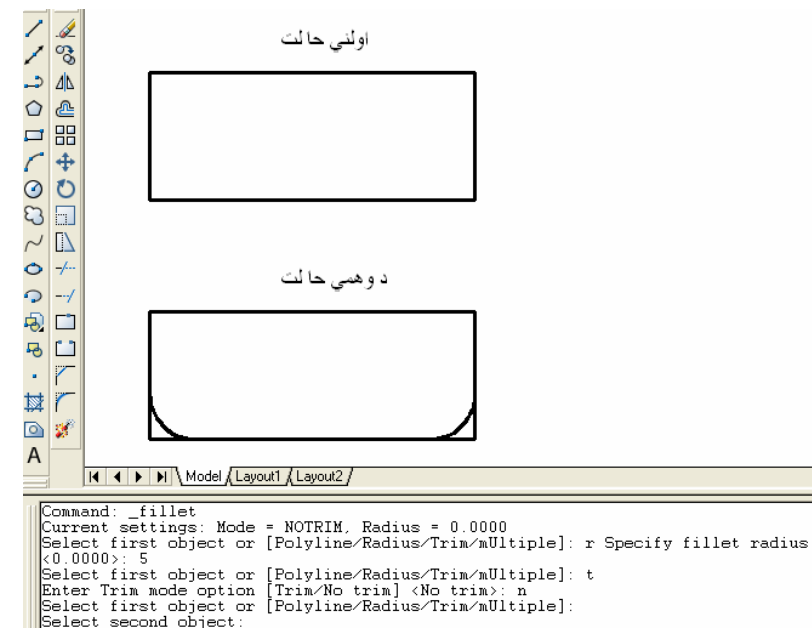 اولني حالت
دوهمي حالت
A
Model Layout1 Layout2
Command: _fillet
Current settings: Mode = NOTRIM, Radius = 0.0000
Select first object or [Polyline/Radius/Trim/mUltiple]: r Specify fillet radius
<0.0000>: 5
Select first object or [Polyline/Radius/Trim/mUltiple]: t
Enter Trim mode option [Trim/No trim] <No trim>: n
Select first object or [Polyline/Radius/Trim/mUltiple]:
Select second object: